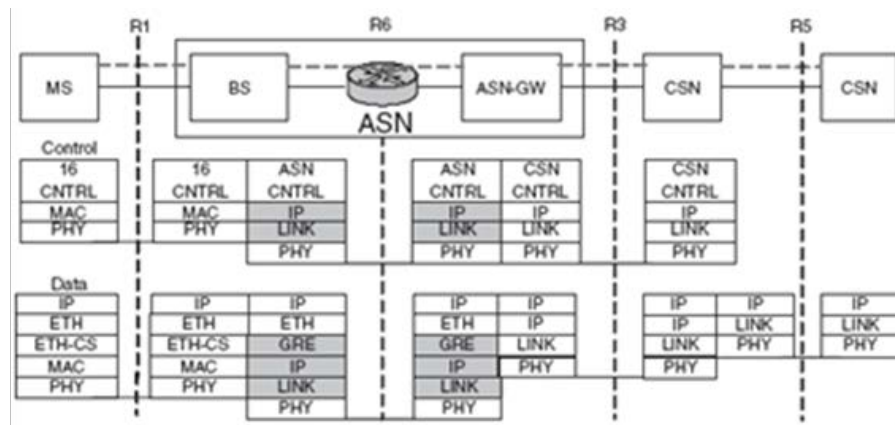 R1 R6 R3 R5
MS BS ASN-GW CSN CSN
ASN
Control
16 16 ASN ASN CSN CSN
CNTRL CNTRL CNTRL CNTRL CNTRL CNTRL
MAC MAC IP IP IP IP
PHY PHY LINK LINK LINK LINK
PHY PHY PHY PHY
Data
IP IP IP IP IP IP IP IP
ETH ETH ETH ETH IP IP LINK LINK
ETH-CS ETH-CS GRE GRE LINK LINK PHY PHY
MAC MAC IP IP PHY PHY
PHY PHY LINK LINK
PHY PHY